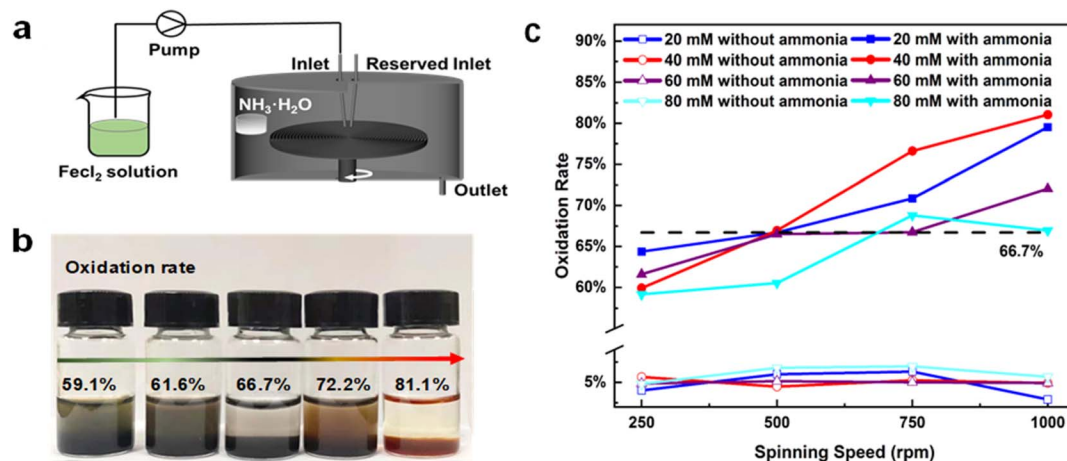 a
Pump
Inlet
Reserved Inlet
NH₃·H₂O
Fecl₂ solution
Outlet
b
Oxidation rate
59.1%
61.6%
66.7%
72.2%
81.1%
c
20 mM without ammonia
20 mM with ammonia
40 mM without ammonia
40 mM with ammonia
60 mM without ammonia
60 mM with ammonia
80 mM without ammonia
80 mM with ammonia
Oxidation Rate
90%
85%
80%
75%
70%
65%
60%
5%
66.7%
250
500
750
1000
Spinning Speed (rpm)